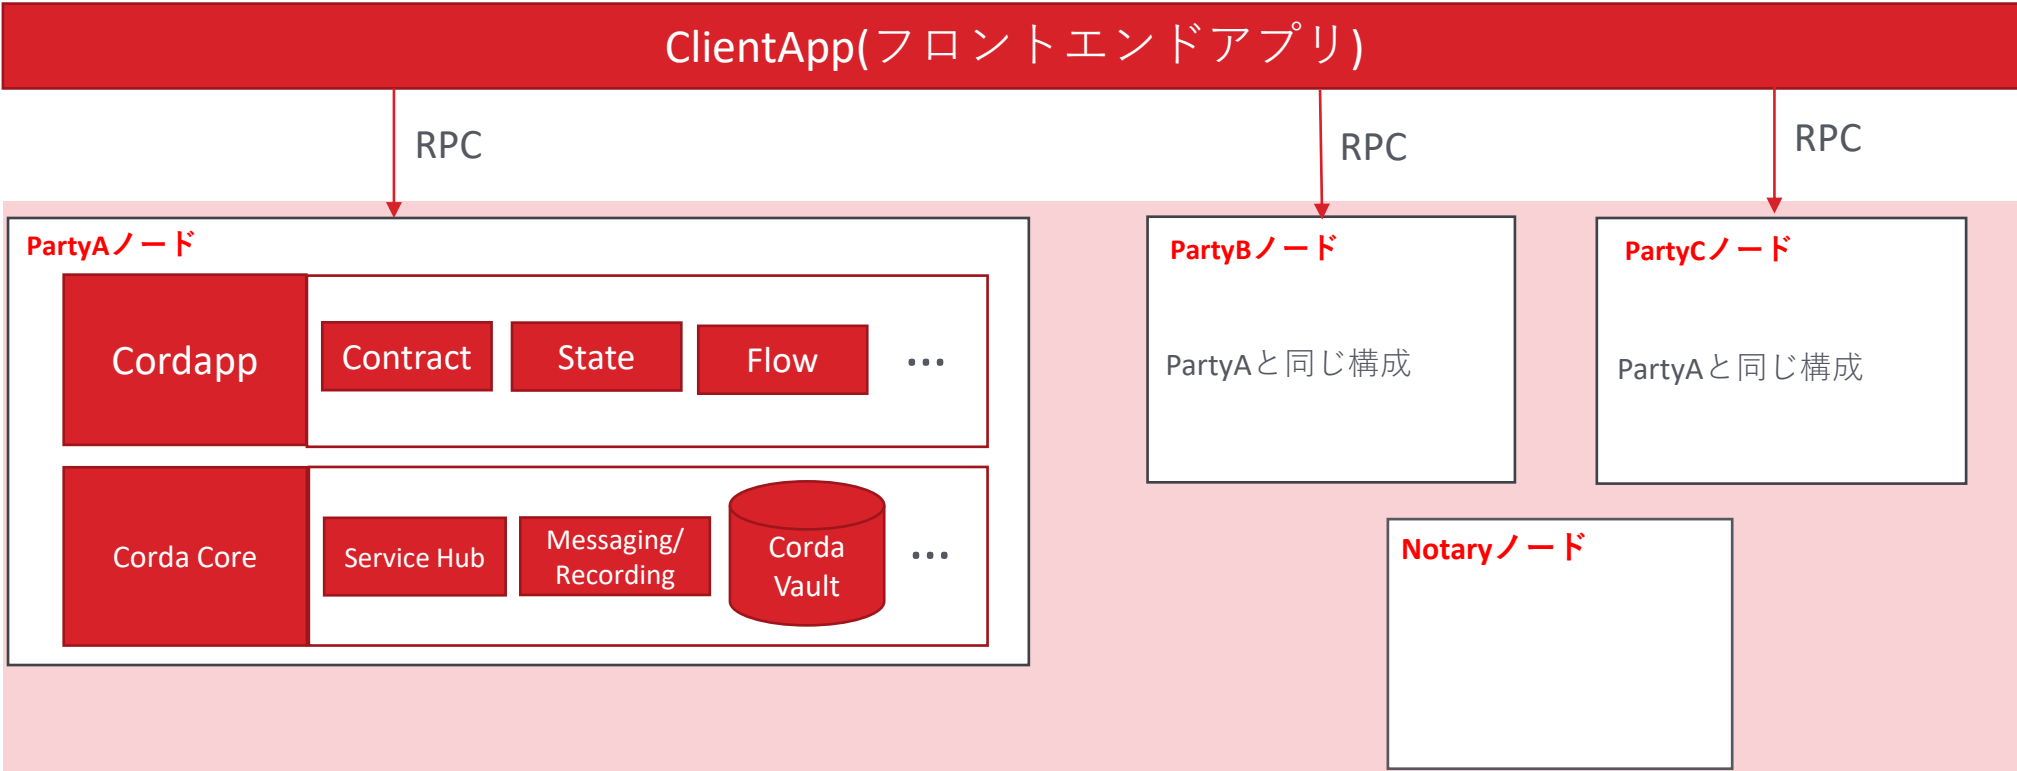 ClientApp(フロントエンドアプリ)
RPC
RPC
RPC
PartyAノード
Cordapp
Contract
State
Flow
...
Corda Core
Service Hub
Messaging/
Recording
Corda
Vault
...
PartyBノード
PartyAと同じ構成
PartyCノード
PartyAと同じ構成
Notaryノード